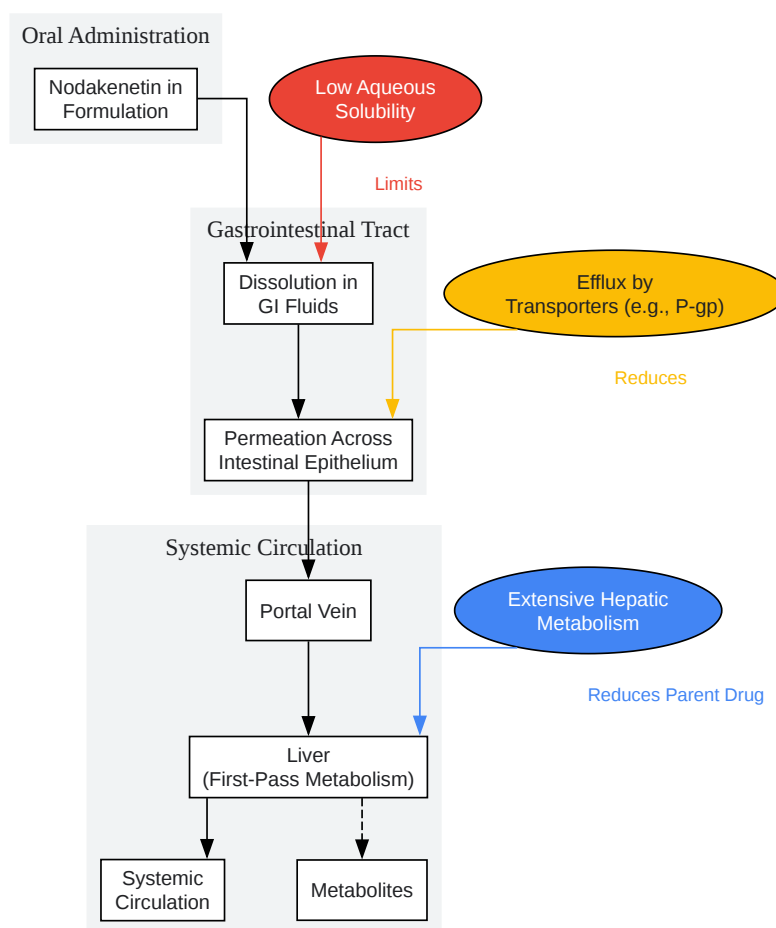 Oral Administration
Nodakenetin in
Formulation
Low Aqueous
Solubility
Limits
Gastrointestinal Tract
Dissolution in
GI Fluids
Efflux by
Transporters (e.g., P-gp)
Reduces
Permeation Across
Intestinal Epithelium
Systemic Circulation
Portal Vein
Extensive Hepatic
Metabolism
Reduces Parent Drug
Liver
(First-Pass Metabolism)
Systemic
Circulation
Metabolites